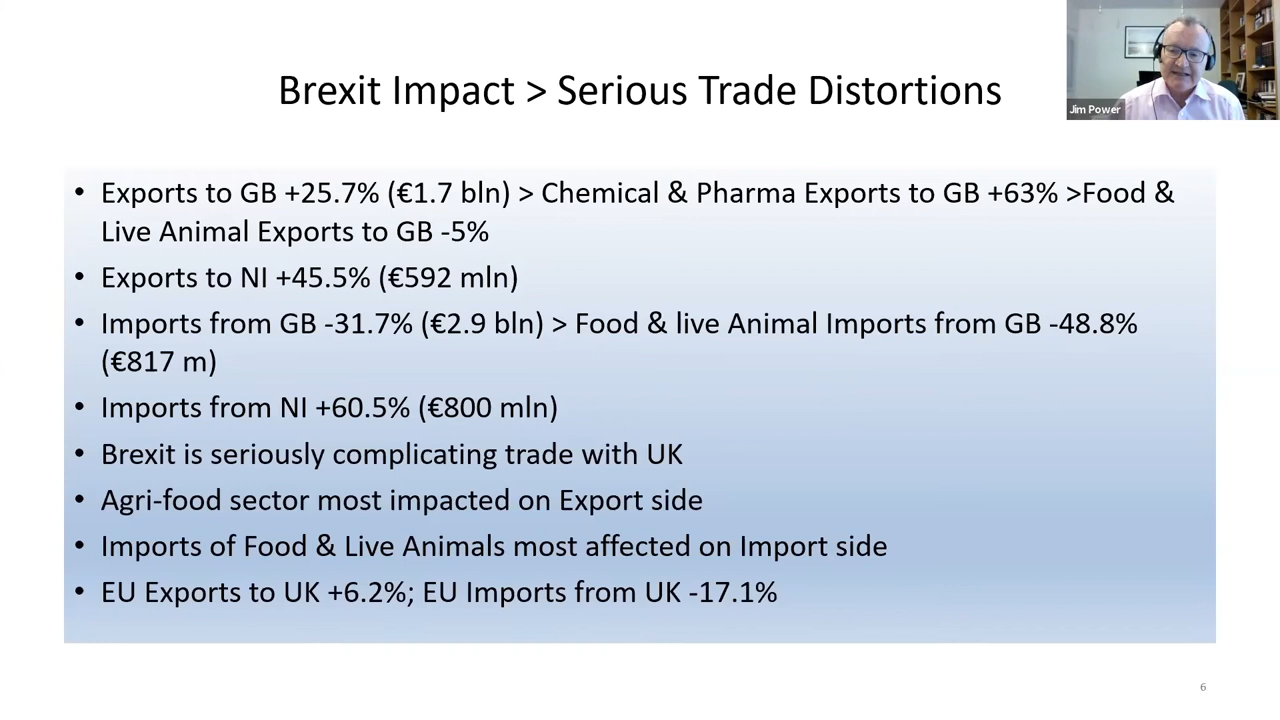 Jim Power
Brexit Impact > Serious Trade Distortions
• Exports to GB +25.7% (€1.7 bln) > Chemical & Pharma Exports to GB +63% >Food &
Live Animal Exports to GB -5%
• Exports to NI +45.5% (€592 mln)
• Imports from GB -31.7% (€2.9 bln) > Food & live Animal Imports from GB -48.8%
(€817 m)
• Imports from NI +60.5% (€800 mln)
• Brexit is seriously complicating trade with UK
• Agri-food sector most impacted on Export side
• Imports of Food & Live Animals most affected on Import side
• EU Exports to UK +6.2%; EU Imports from UK -17.1%
6